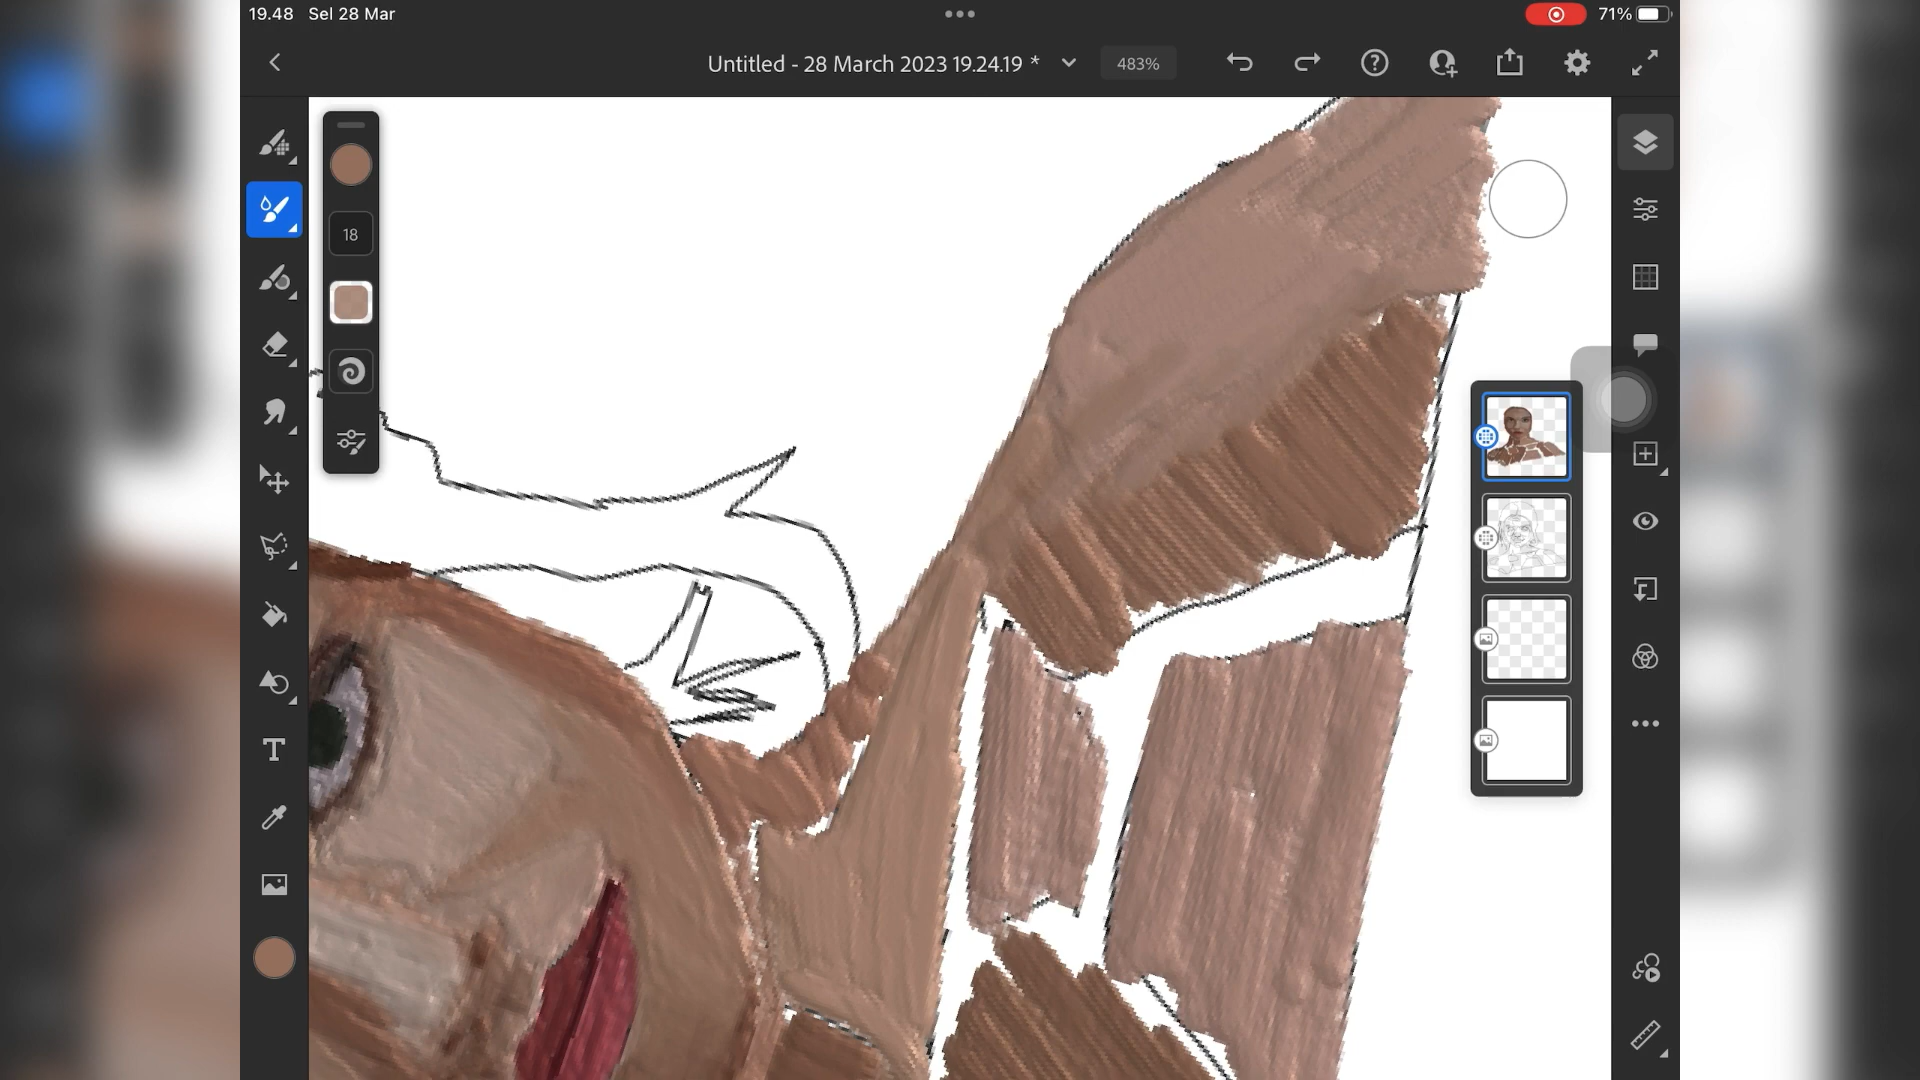 19.48 Sel 28 Mar
71%
Untitled - 28 March 2023 19.24.19 *
483%
18
T